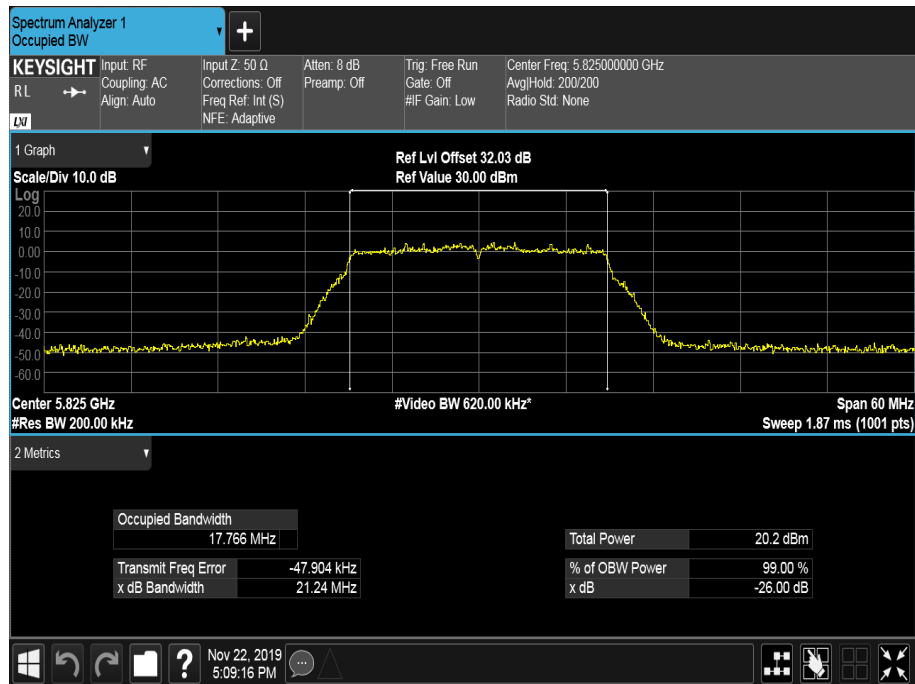 Spectrum Analyzer 1
Occupied BW
▼
+
KEYSIGHT
RL
LXI
Input: RF
Coupling: AC
Align: Auto
Input Z: 50 Ω
Corrections: Off
Freq Ref: Int (S)
NFE: Adaptive
Atten: 8 dB
Preamp: Off
Trig: Free Run
Gate: Off
#IF Gain: Low
Center Freq: 5.825000000 GHz
Avg|Hold: 200/200
Radio Std: None
1 Graph ▼
Scale/Div 10.0 dB
Ref Lvl Offset 32.03 dB
Ref Value 30.00 dBm
Log
20.0
10.0
0.00
-10.0
-20.0
-30.0
-40.0
-50.0
-60.0
Center 5.825 GHz
#Res BW 200.00 kHz
#Video BW 620.00 kHz*
Span 60 MHz
Sweep 1.87 ms (1001 pts)
2 Metrics ▼
Occupied Bandwidth
17.766 MHz
Total Power 20.2 dBm
Transmit Freq Error -47.904 kHz
% of OBW Power 99.00 %
x dB Bandwidth 21.24 MHz
x dB -26.00 dB
?
Nov 22, 2019
5:09:16 PM
...